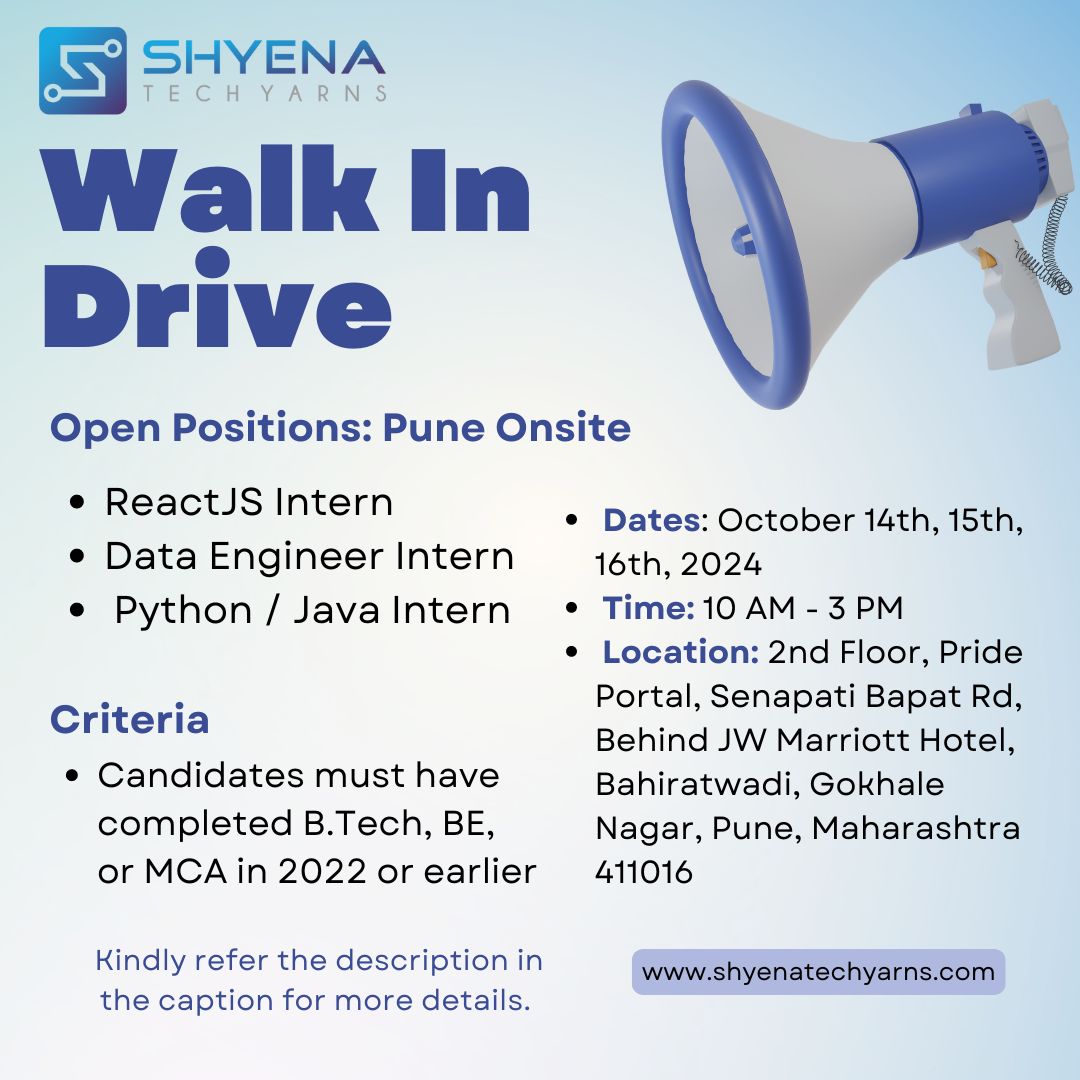 SHYENA
TECHYARNS
Walk In
Drive
Open Positions: Pune Onsite
• ReactJS Intern
• Data Engineer Intern
• Python / Java Intern
Criteria
• Candidates must have
completed B.Tech, BE,
or MCA in 2022 or earlier
• Dates: October 14th, 15th,
16th, 2024
• Time: 10 AM - 3 PM
• Location: 2nd Floor, Pride
Portal, Senapati Bapat Rd,
Behind JW Marriott Hotel,
Bahiratwadi, Gokhale
Nagar, Pune, Maharashtra
411016
Kindly refer the description in
the caption for more details.
www.shyenatechyarns.com